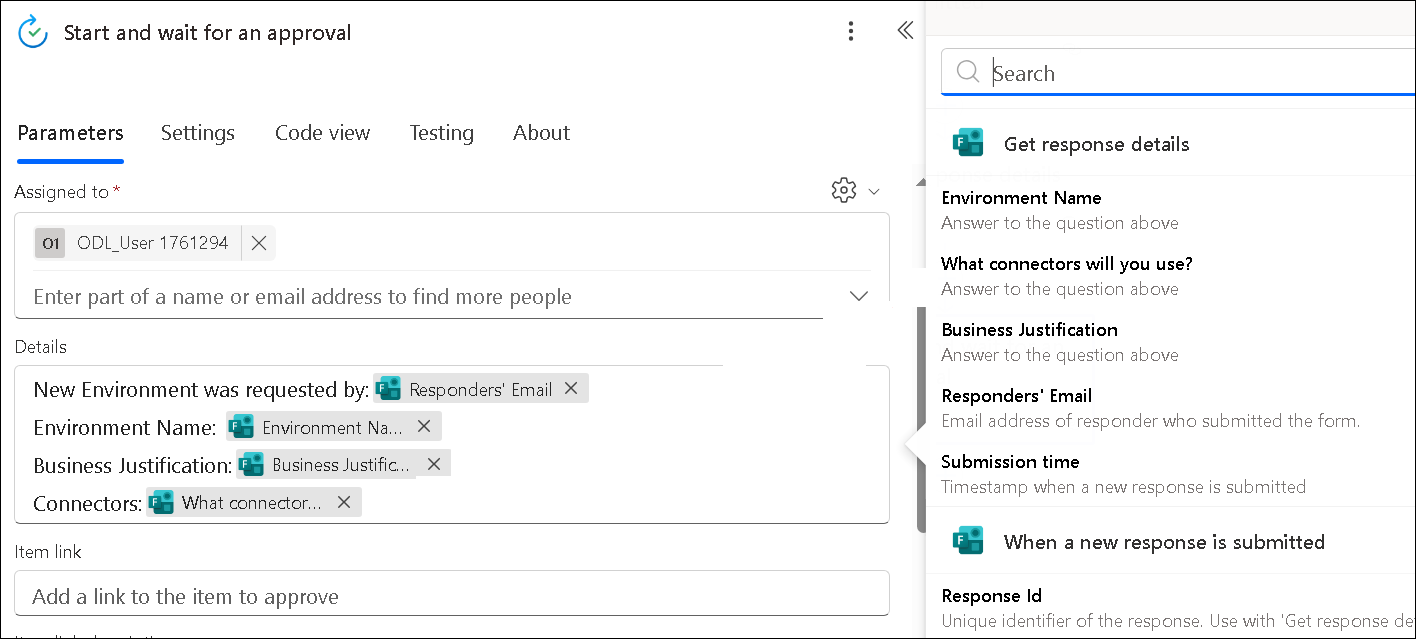 Start and wait for an approval
Parameters Settings Code view Testing About
Assigned to *
O1 ODL_User 1761294
Enter part of a name or email address to find more people
Details
New Environment was requested by: Responders' Email
Environment Name: Environment Na...
Business Justification: Business Justific...
Connectors: What connector...
Item link
Add a link to the item to approve
Search
Get response details
Environment Name
Answer to the question above
What connectors will you use?
Answer to the question above
Business Justification
Answer to the question above
Responders' Email
Email address of responder who submitted the form.
Submission time
Timestamp when a new response is submitted
When a new response is submitted
Response Id
Unique identifier of the response. Use with 'Get response de